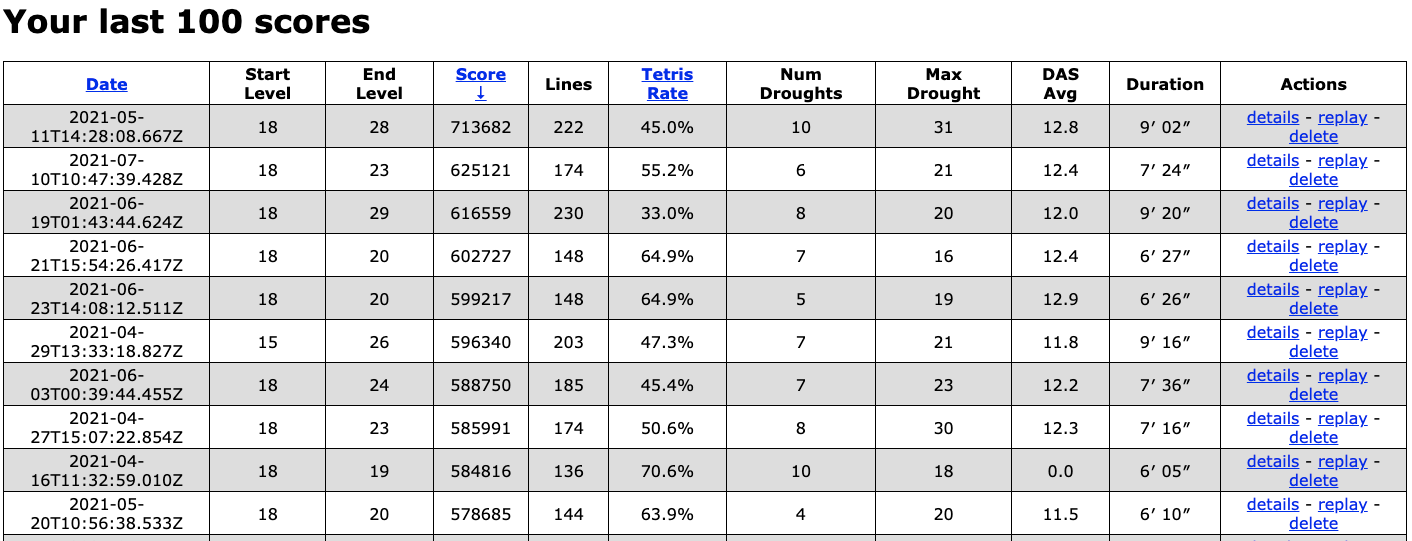 Your last 100 scores
Date Start Level End Level Score ↓ Lines Tetris Rate Num Droughts Max Drought DAS Avg Duration Actions
2021-05-11T14:28:08.667Z 18 28 713682 222 45.0% 10 31 12.8 9′ 02″ details - replay - delete
2021-07-10T10:47:39.428Z 18 23 625121 174 55.2% 6 21 12.4 7′ 24″ details - replay - delete
2021-06-19T01:43:44.624Z 18 29 616559 230 33.0% 8 20 12.0 9′ 20″ details - replay - delete
2021-06-21T15:54:26.417Z 18 20 602727 148 64.9% 7 16 12.4 6′ 27″ details - replay - delete
2021-06-23T14:08:12.511Z 18 20 599217 148 64.9% 5 19 12.9 6′ 26″ details - replay - delete
2021-04-29T13:33:18.827Z 15 26 596340 203 47.3% 7 21 11.8 9′ 16″ details - replay - delete
2021-06-03T00:39:44.455Z 18 24 588750 185 45.4% 7 23 12.2 7′ 36″ details - replay - delete
2021-04-27T15:07:22.854Z 18 23 585991 174 50.6% 8 30 12.3 7′ 16″ details - replay - delete
2021-04-16T11:32:59.010Z 18 19 584816 136 70.6% 10 18 0.0 6′ 05″ details - replay - delete
2021-05-20T10:56:38.533Z 18 20 578685 144 63.9% 4 20 11.5 6′ 10″ details - replay - delete